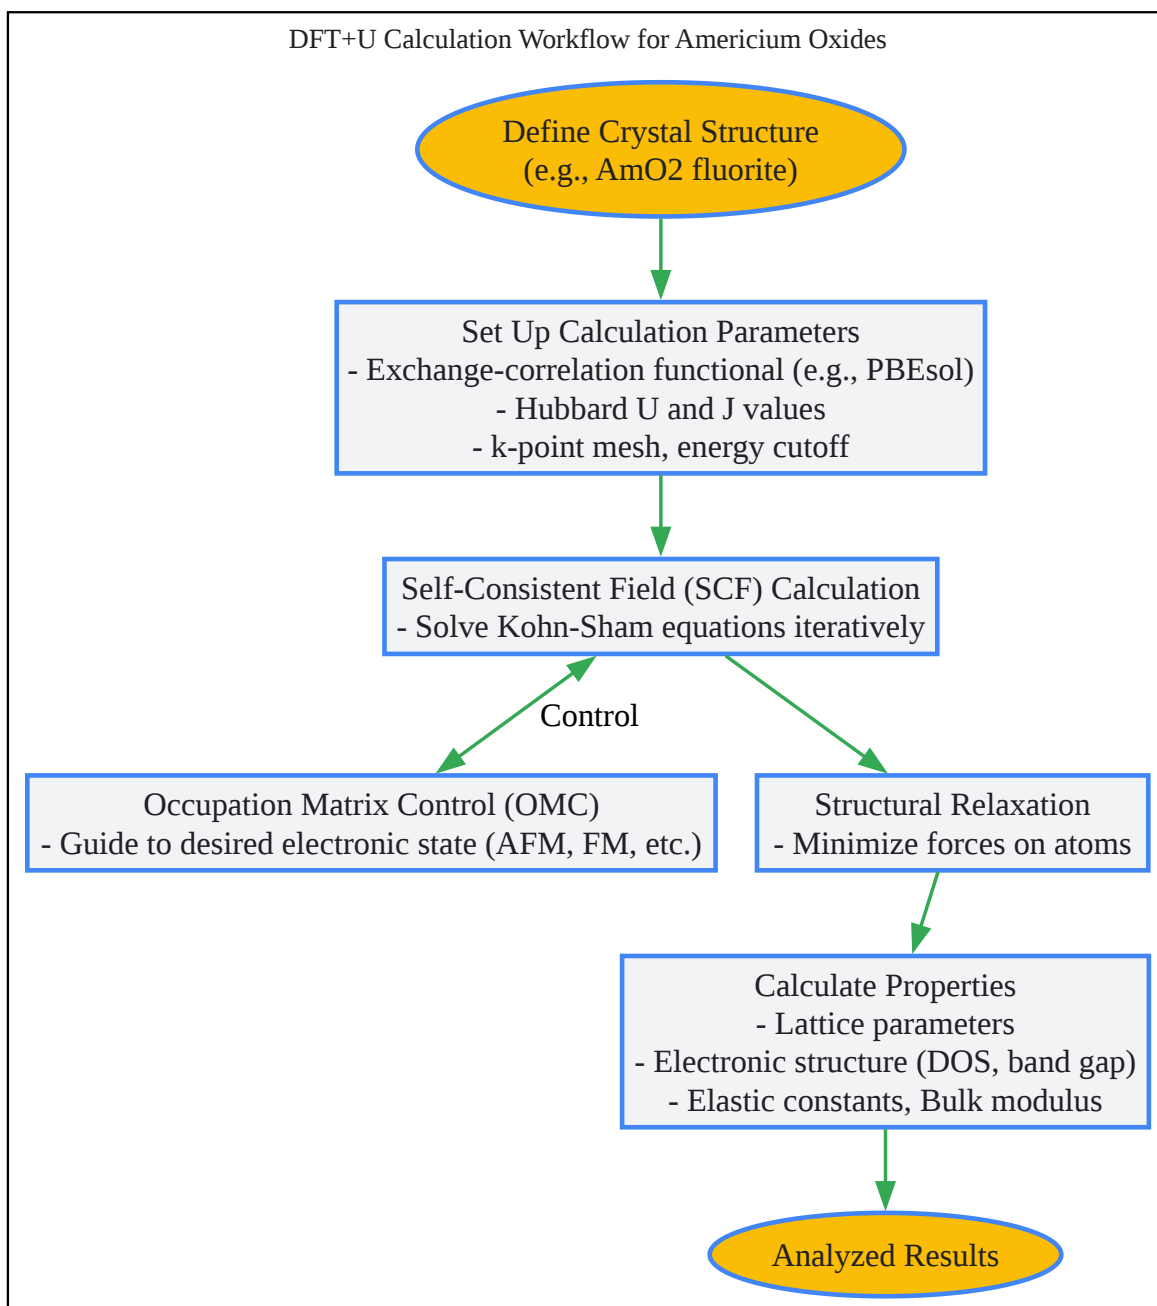 DFT+U Calculation Workflow for Americium Oxides
Define Crystal Structure
(e.g., AmO2 fluorite)
Set Up Calculation Parameters
- Exchange-correlation functional (e.g., PBEsol)
- Hubbard U and J values
- k-point mesh, energy cutoff
Self-Consistent Field (SCF) Calculation
- Solve Kohn-Sham equations iteratively
Control
Occupation Matrix Control (OMC)
- Guide to desired electronic state (AFM, FM, etc.)
Structural Relaxation
- Minimize forces on atoms
Calculate Properties
- Lattice parameters
- Electronic structure (DOS, band gap)
- Elastic constants, Bulk modulus
Analyzed Results